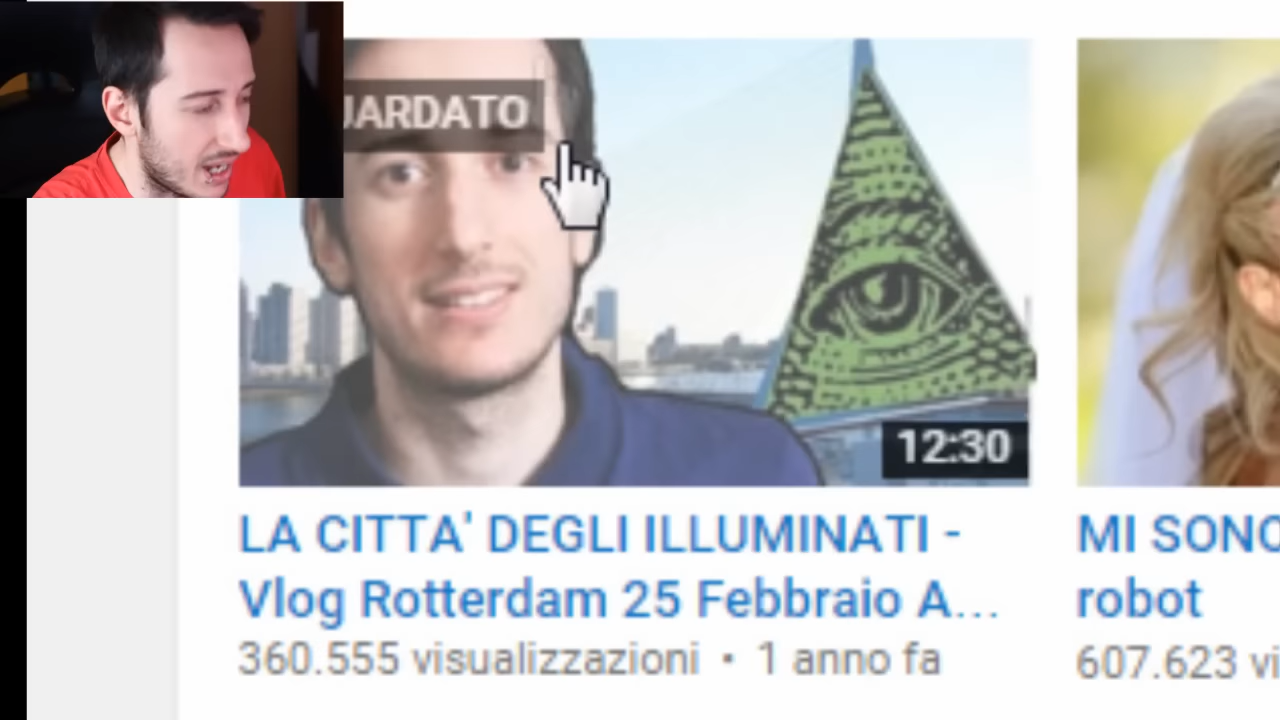 UARDATO
12:30
LA CITTA' DEGLI ILLUMINATI -
Vlog Rotterdam 25 Febbraio A...
360.555 visualizzazioni • 1 anno fa
MI SONO
robot
607.623 vi